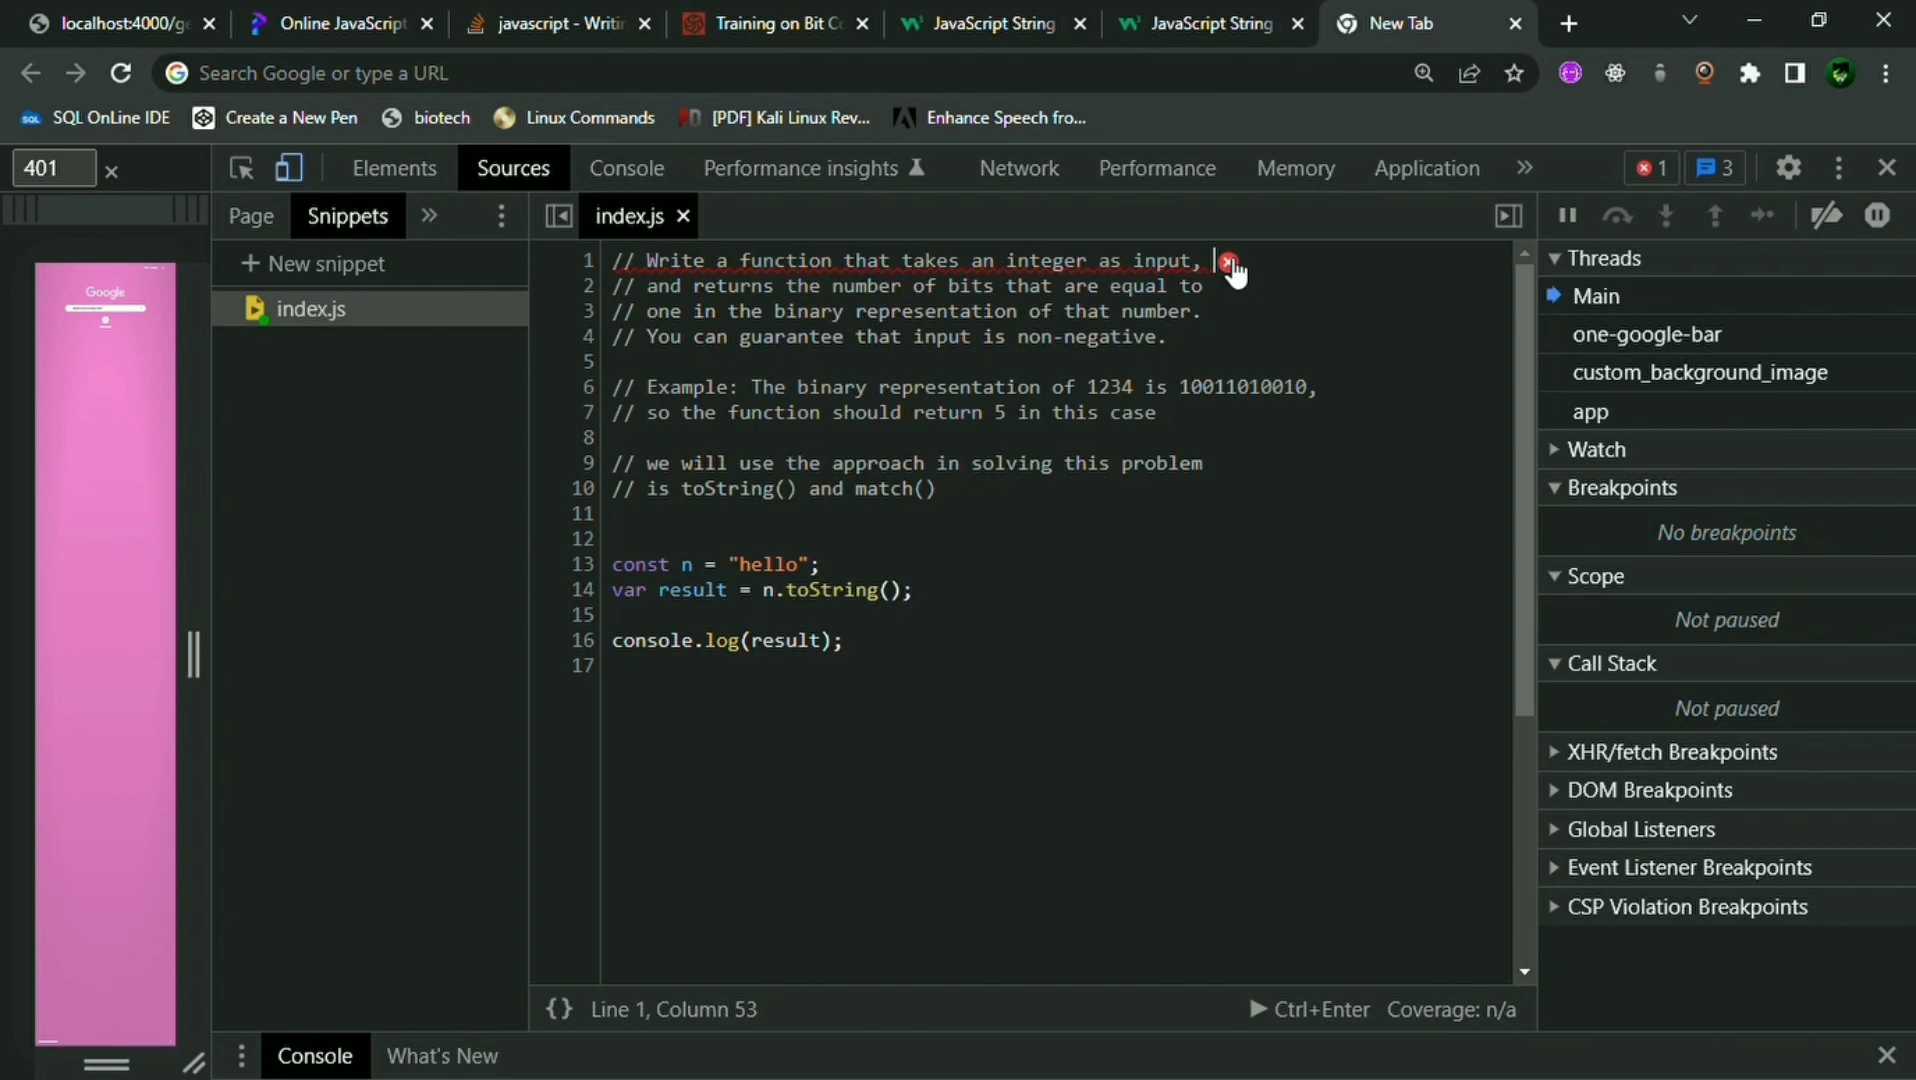 localhost:4000/ge
Online JavaScript
javascript - Writin
Training on Bit Co
JavaScript String
JavaScript String
New Tab
Search Google or type a URL
SQL OnLine IDE
Create a New Pen
biotech
Linux Commands
[PDF] Kali Linux Rev...
Enhance Speech fro...
401
Elements
Sources
Console
Performance insights
Network
Performance
Memory
Application
1
3
Page
Snippets
index.js
+ New snippet
index.js
Google
1 // Write a function that takes an integer as input,
2 // and returns the number of bits that are equal to
3 // one in the binary representation of that number.
4 // You can guarantee that input is non-negative.
5
6 // Example: The binary representation of 1234 is 10011010010,
7 // so the function should return 5 in this case
8
9 // we will use the approach in solving this problem
10 // is toString() and match()
11
12
13 const n = "hello";
14 var result = n.toString();
15
16 console.log(result);
17
{} Line 1, Column 53
Ctrl+Enter
Coverage: n/a
Threads
Main
one-google-bar
custom_background_image
app
Watch
Breakpoints
No breakpoints
Scope
Not paused
Call Stack
Not paused
XHR/fetch Breakpoints
DOM Breakpoints
Global Listeners
Event Listener Breakpoints
CSP Violation Breakpoints
Console
What's New